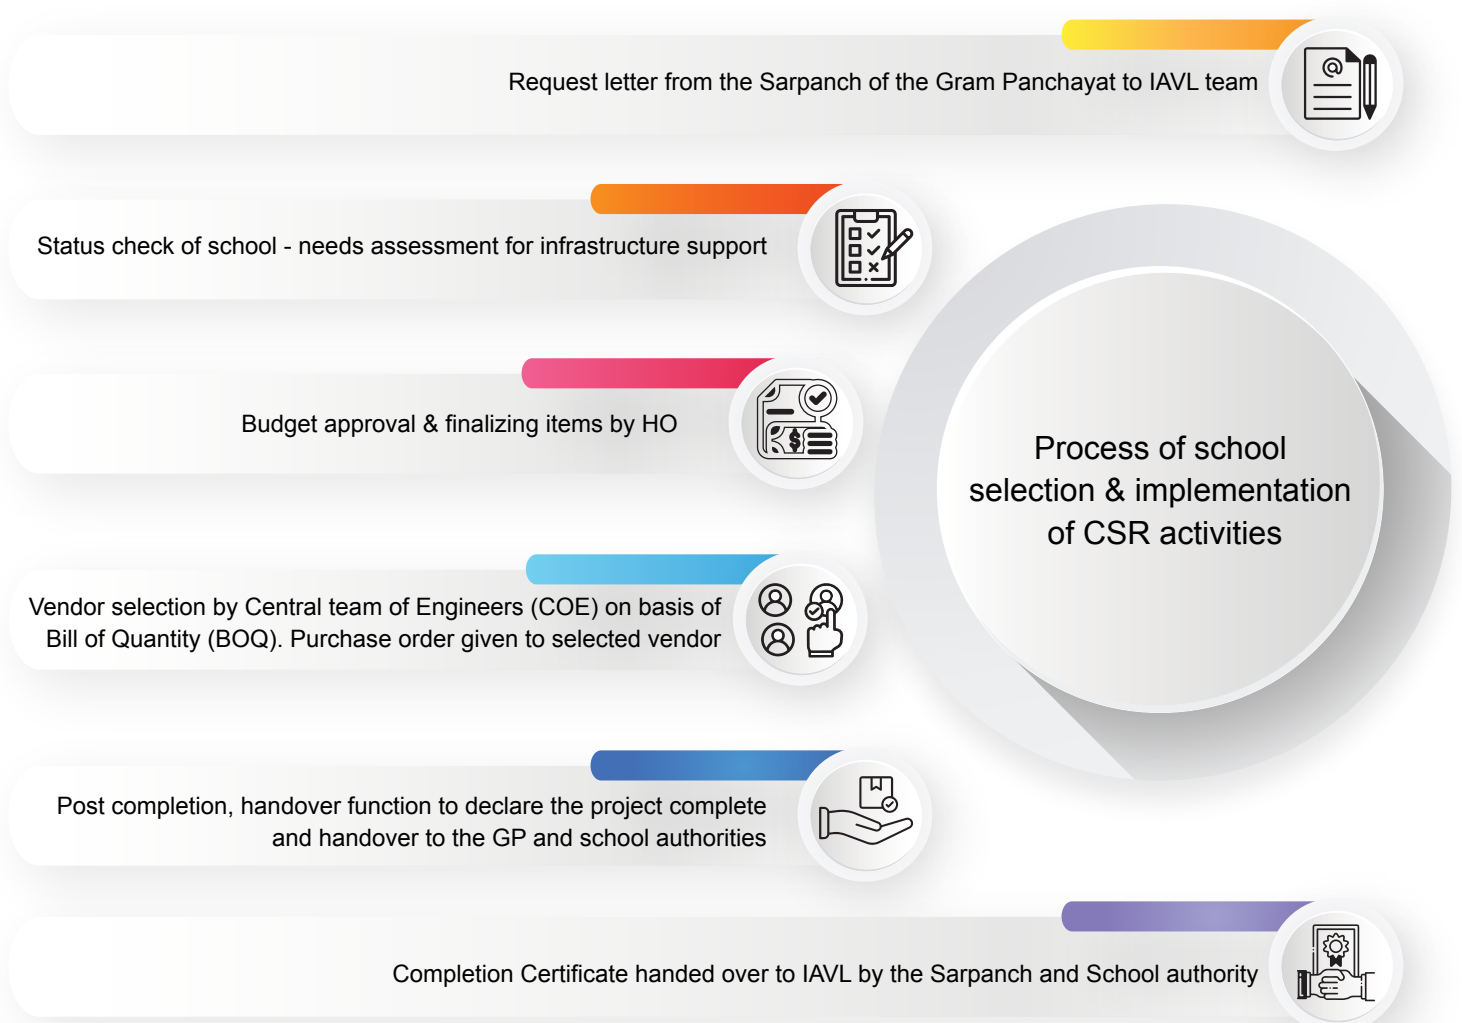 Request letter from the Sarpanch of the Gram Panchayat to IAVL team
@
Status check of school - needs assessment for infrastructure support
Budget approval & finalizing items by HO
$
Vendor selection by Central team of Engineers (COE) on basis of
Bill of Quantity (BOQ). Purchase order given to selected vendor
Post completion, handover function to declare the project complete
and handover to the GP and school authorities
Completion Certificate handed over to IAVL by the Sarpanch and School authority
Process of school
selection & implementation
of CSR activities